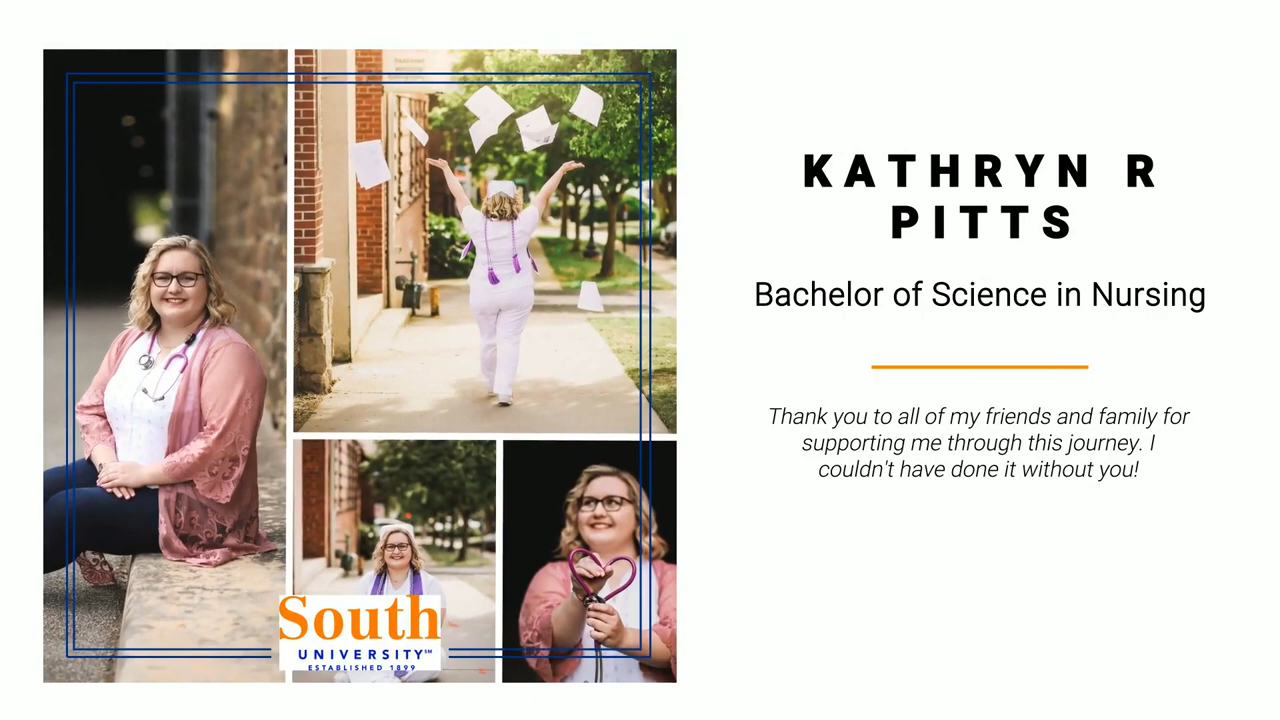 KATHRYN R
PITTS
Bachelor of Science in Nursing
Thank you to all of my friends and family for
supporting me through this journey. I
couldn't have done it without you!
South
UNIVERSITY℠
ESTABLISHED 1899